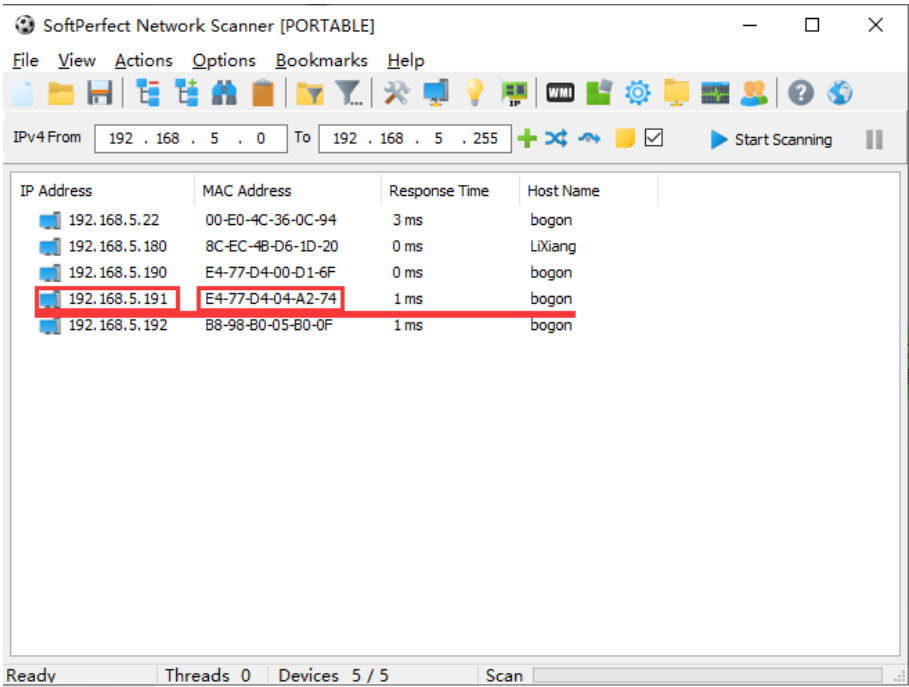 SoftPerfect Network Scanner [PORTABLE]
File View Actions Options Bookmarks Help
WMI IP
IPv4 From 192 . 168 . 5 . 0 To 192 . 168 . 5 . 255 Start Scanning
IP Address MAC Address Response Time Host Name
192.168.5.22 00-E0-4C-36-0C-94 3 ms bogon
192.168.5.180 8C-EC-4B-D6-1D-20 0 ms LiXiang
192.168.5.190 E4-77-D4-00-D1-6F 0 ms bogon
192.168.5.191 E4-77-D4-04-A2-74 1 ms bogon
192.168.5.192 B8-98-B0-05-B0-0F 1 ms bogon
Ready Threads 0 Devices 5 / 5 Scan